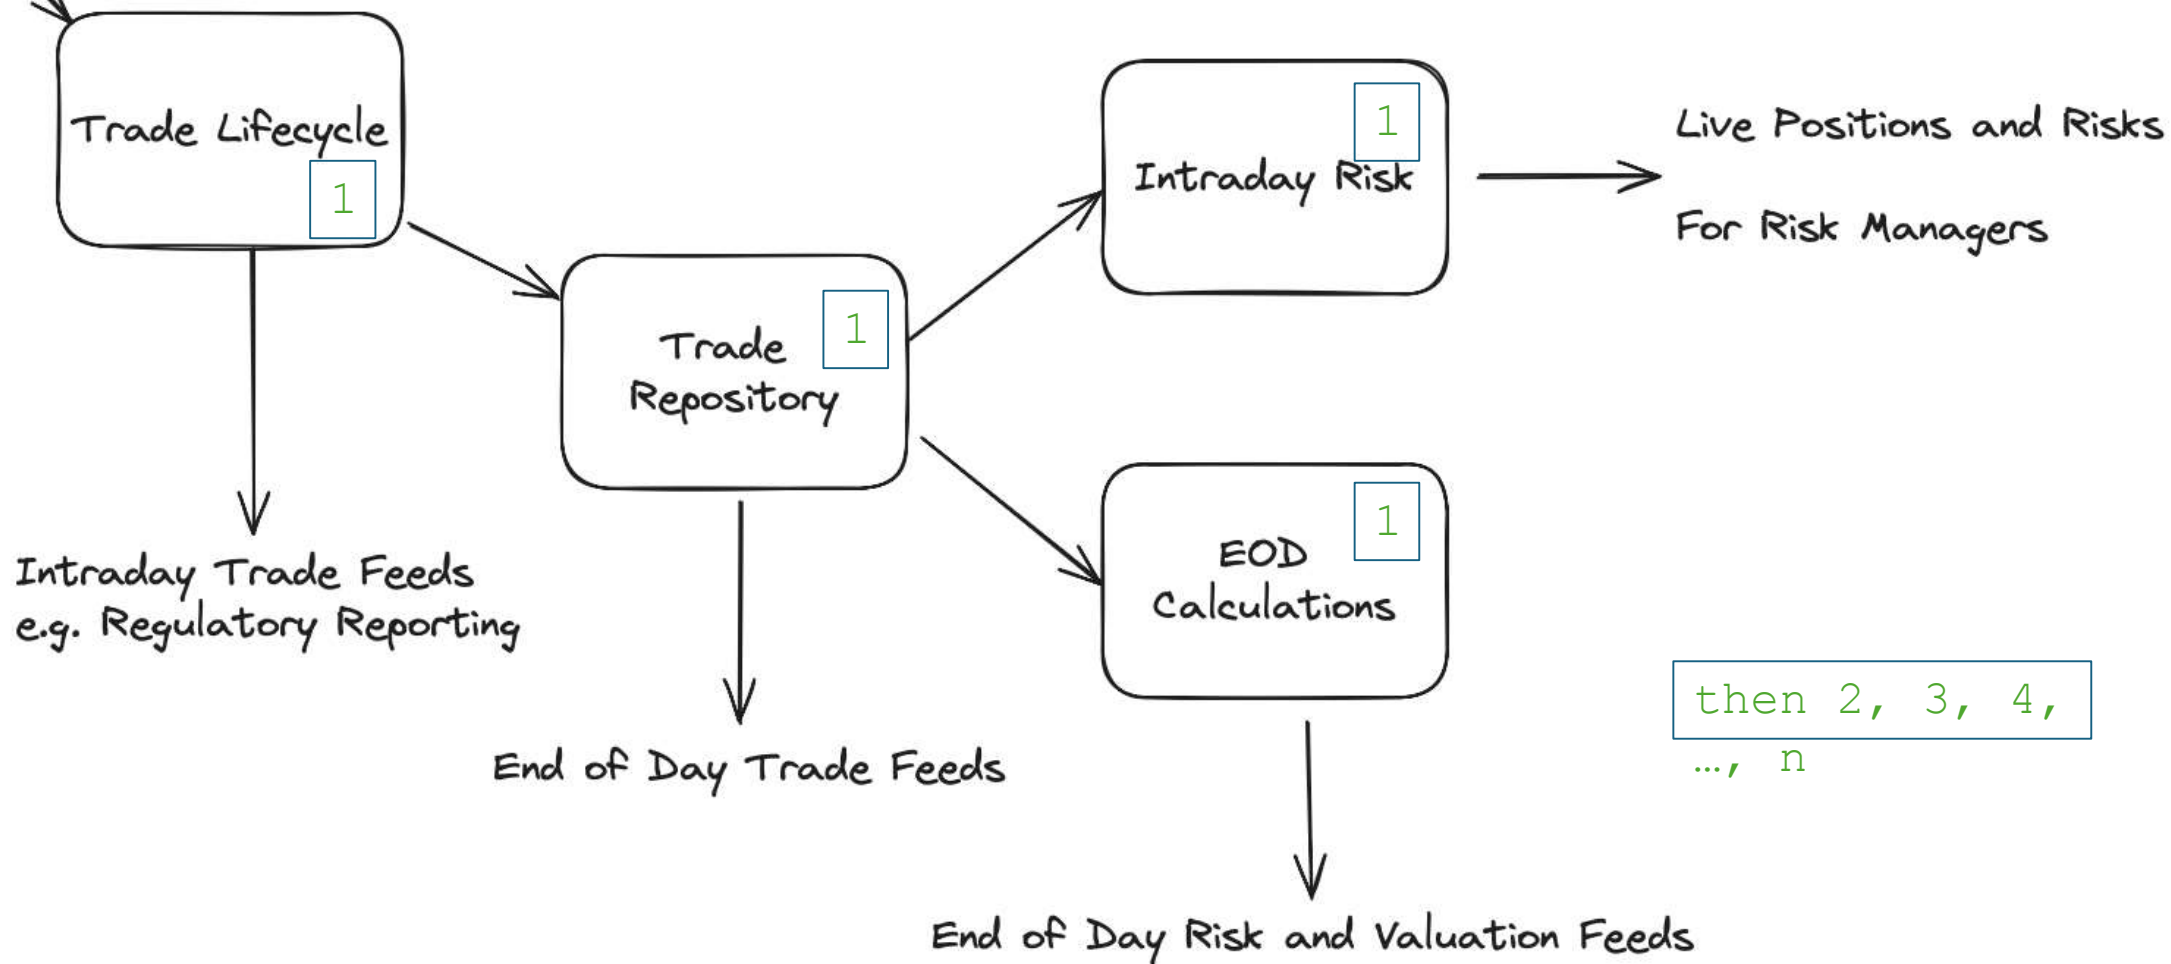 Trade Lifecycle
1
1
Intraday Risk
Live Positions and Risks
For Risk Managers
1
Trade
Repository
1
EOD
Calculations
Intraday Trade Feeds
e.g. Regulatory Reporting
End of Day Trade Feeds
then 2, 3, 4,
…, n
End of Day Risk and Valuation Feeds